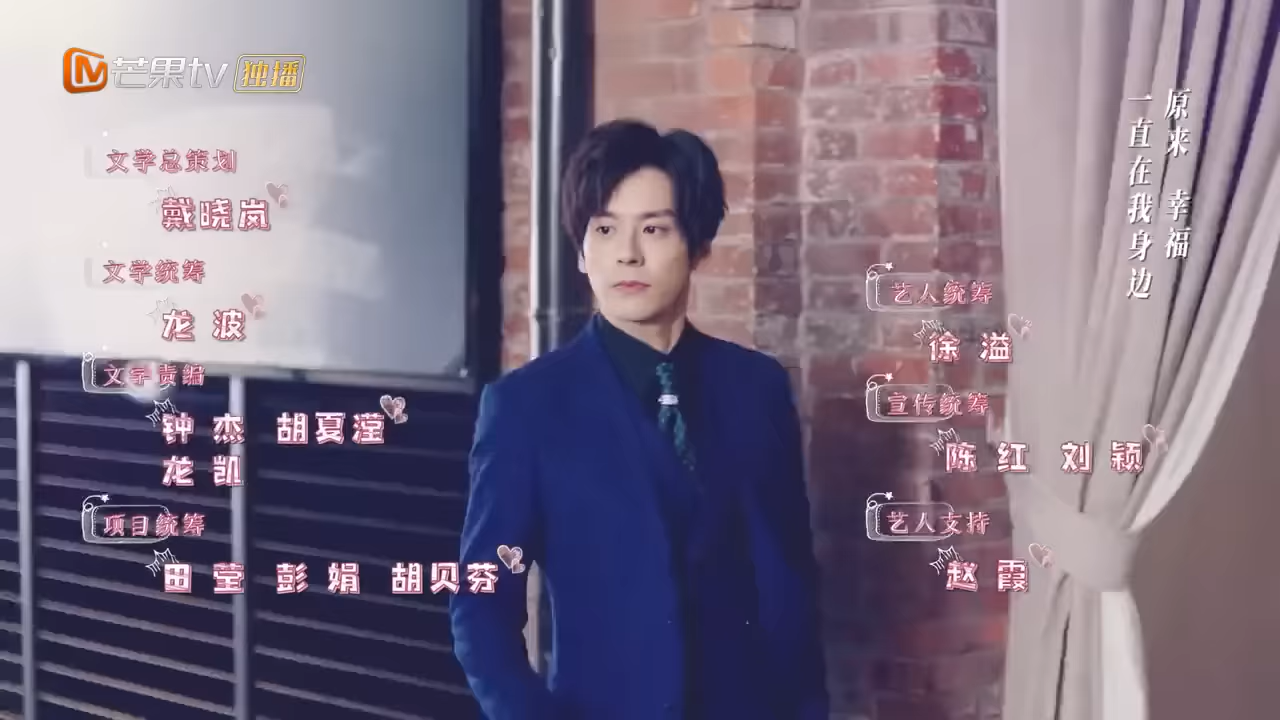 芒果tv 独播
文学总策划
戴晓岚
文学统筹
龙 波
文学责编
钟 杰 胡夏滢
龙 凯
项目统筹
田 莹 彭 娟 胡贝芬
原来 幸福
一直在我身边
艺人统筹
徐 溢
宣传统筹
陈 红 刘 颖
艺人支持
赵 霞